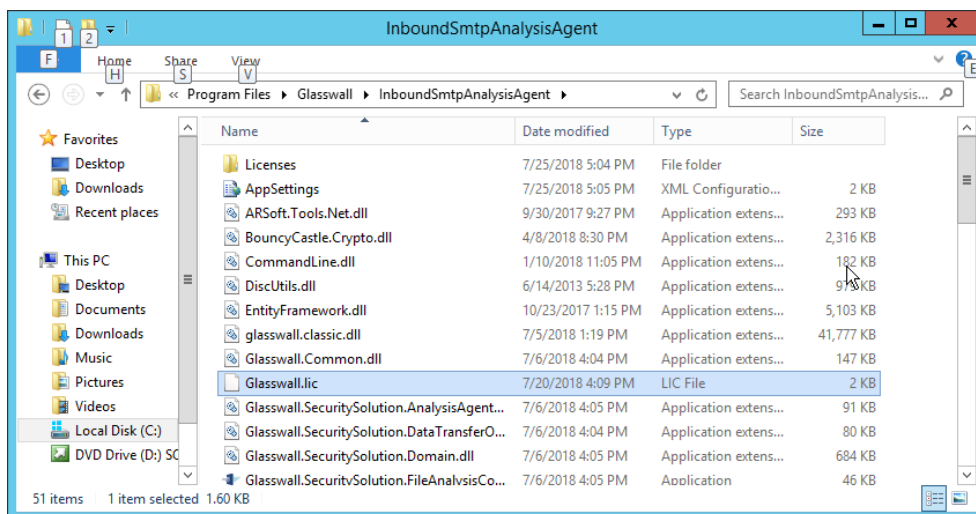 InboundSmtpAnalysisAgent
1 2
F Home Share View
H S V E
« Program Files Glasswall InboundSmtpAnalysisAgent Search InboundSmtpAnalysis...
Favorites
Desktop
Downloads
Recent places
This PC
Desktop
Documents
Downloads
Music
Pictures
Videos
Local Disk (C:)
DVD Drive (D:) SC
Name Date modified Type Size
Licenses 7/25/2018 5:04 PM File folder
AppSettings 7/25/2018 5:05 PM XML Configuratio... 2 KB
ARSoft.Tools.Net.dll 9/30/2017 9:27 PM Application extens... 293 KB
BouncyCastle.Crypto.dll 4/8/2018 8:30 PM Application extens... 2,316 KB
CommandLine.dll 1/10/2018 11:05 PM Application extens... 182 KB
DiscUtils.dll 6/14/2013 5:28 PM Application extens... KB
EntityFramework.dll 10/23/2017 1:15 PM Application extens... 5,103 KB
glasswall.classic.dll 7/5/2018 1:19 PM Application extens... 41,777 KB
Glasswall.Common.dll 7/6/2018 4:04 PM Application extens... 147 KB
Glasswall.lic 7/20/2018 4:09 PM LIC File 2 KB
Glasswall.SecuritySolution.AnalysisAgent... 7/6/2018 4:05 PM Application extens... 91 KB
Glasswall.SecuritySolution.DataTransferO... 7/6/2018 4:04 PM Application extens... 80 KB
Glasswall.SecuritySolution.Domain.dll 7/6/2018 4:05 PM Application extens... 684 KB
Glasswall.SecuritySolution.FileAnalysisCo... 7/6/2018 4:05 PM Application 46 KB
51 items 1 item selected 1.60 KB